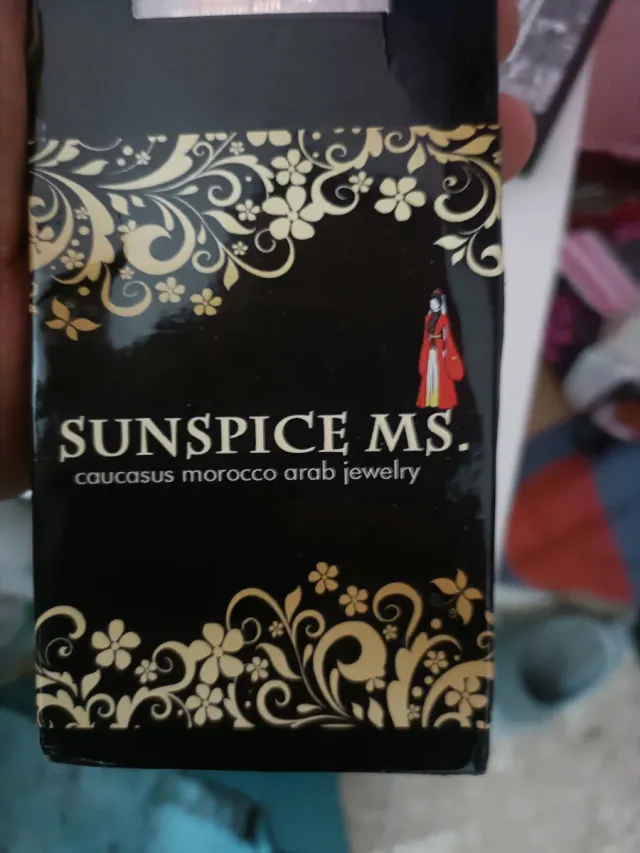 SUNSPICE MS.
caucasus morocco arab jewelry